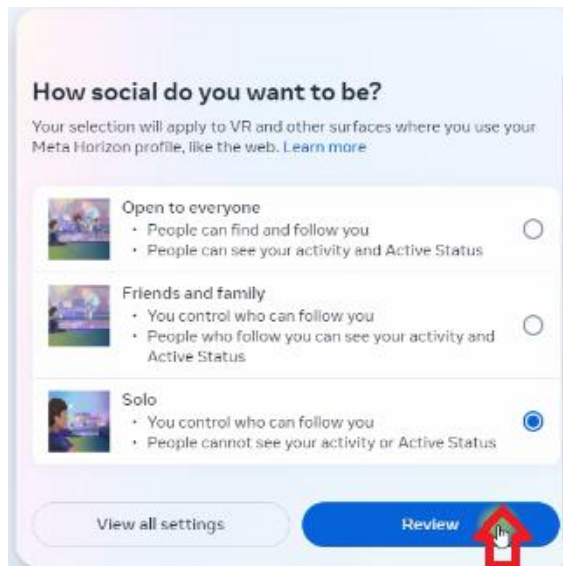 How social do you want to be?
Your selection will apply to VR and other surfaces where you use your
Meta Horizon profile, like the web. Learn more
Open to everyone
• People can find and follow you
• People can see your activity and Active Status
Friends and family
• You control who can follow you
• People who follow you can see your activity and
Active Status
Solo
• You control who can follow you
• People cannot see your activity or Active Status
View all settings
Review